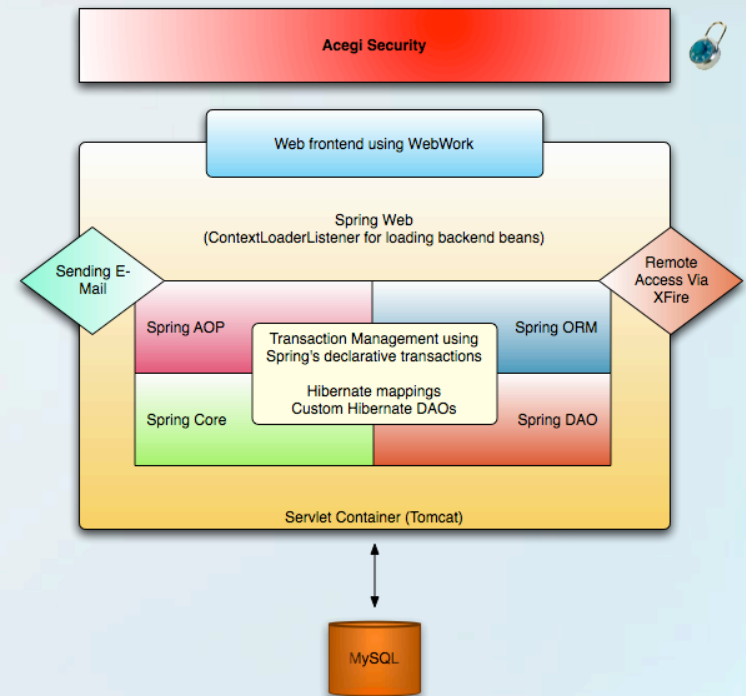 Acegi Security
Web frontend using WebWork
Spring Web
(ContextLoaderListener for loading backend beans)
Sending E-
Mail
Remote
Access Via
XFire
Spring AOP
Spring ORM
Transaction Management using
Spring's declarative transactions
Hibernate mappings
Custom Hibernate DAOs
Spring Core
Spring DAO
Servlet Container (Tomcat)
MySQL